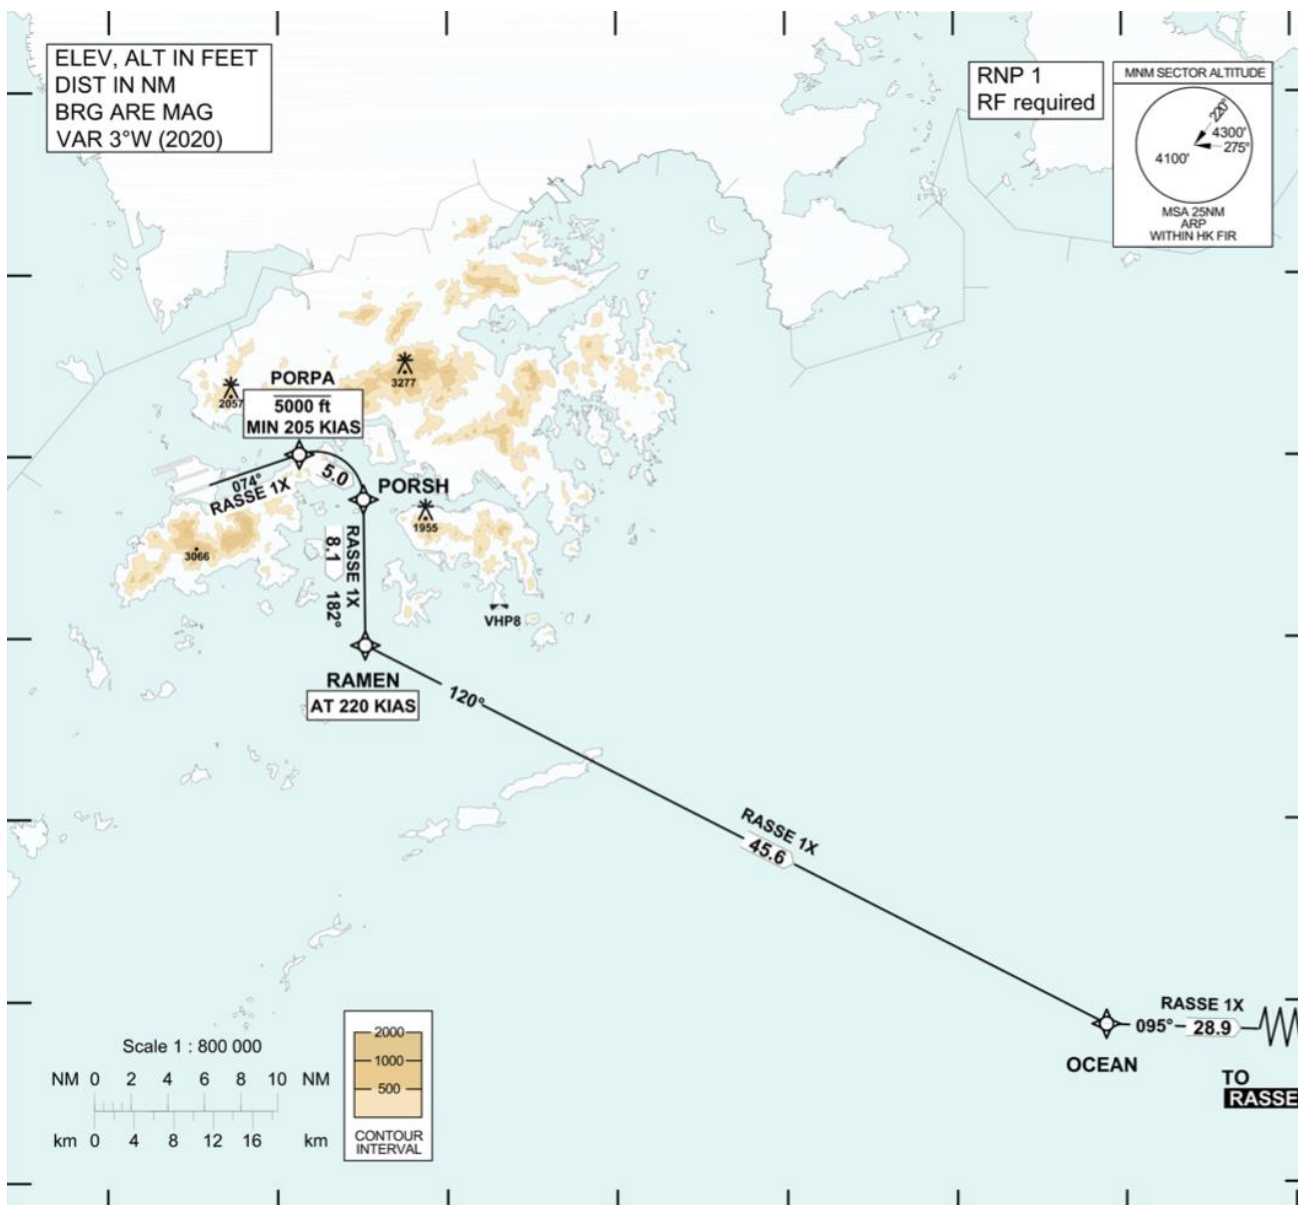 ELEV, ALT IN FEET
DIST IN NM
BRG ARE MAG
VAR 3°W (2020)
RNP 1
RF required
MNM SECTOR ALTITUDE
220°
4300'
275°
4100'
MSA 25NM
ARP
WITHIN HK FIR
3277
2057
PORPA
5000 ft
MIN 205 KIAS
074°
RASSE 1X
5.0
PORSH
1955
3066
RASSE 1X
8.1
182°
VHP8
RAMEN
AT 220 KIAS
120°
RASSE 1X
45.6
RASSE 1X
095°
28.9
OCEAN
TO
RASSE
Scale 1 : 800 000
NM 0 2 4 6 8 10 NM
km 0 4 8 12 16 km
2000
1000
500
CONTOUR
INTERVAL